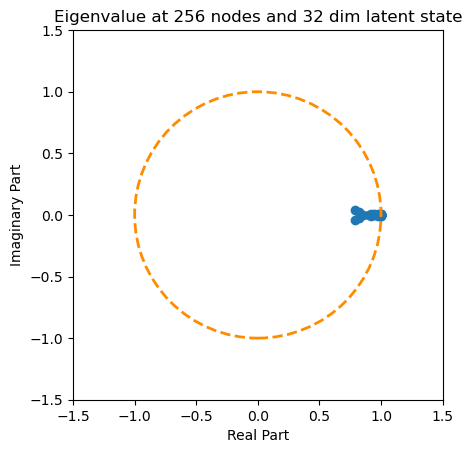 Eigenvalue at 256 nodes and 32 dim latent state
1.5
1.0
0.5
0.0
−0.5
−1.0
−1.5
Imaginary Part
−1.5 −1.0 −0.5 0.0 0.5 1.0 1.5
Real Part